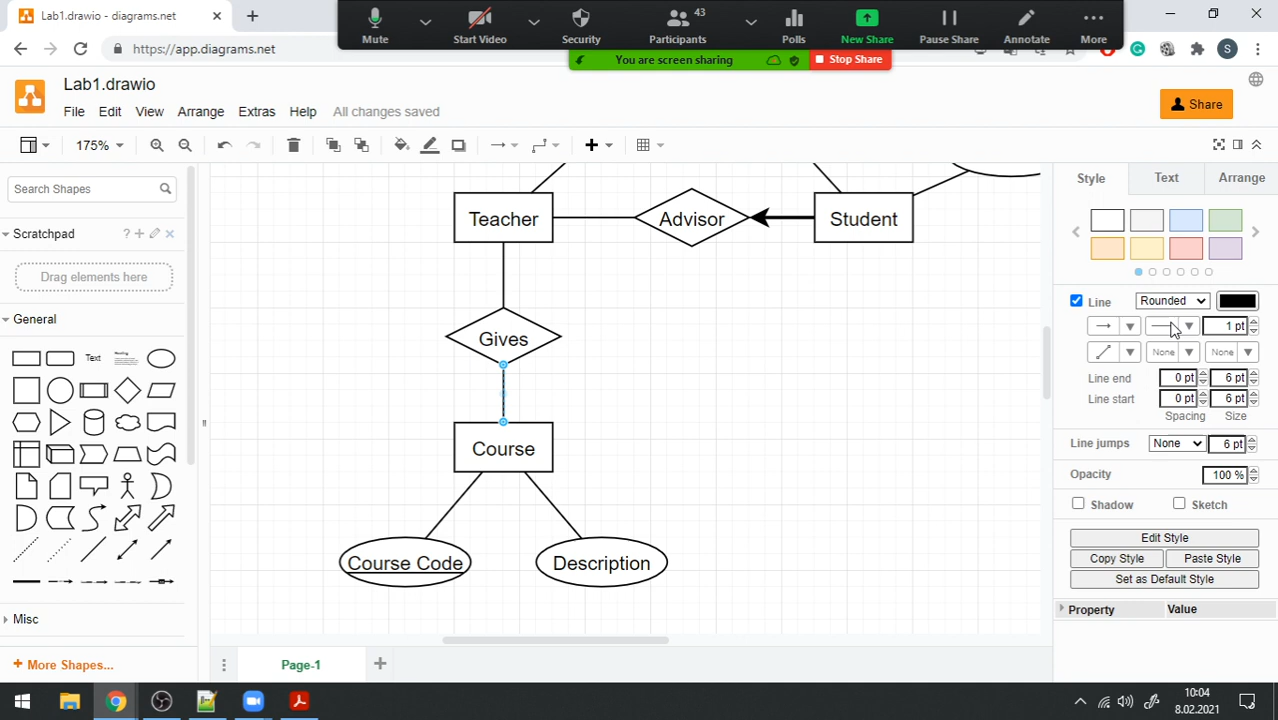 Lab1.drawio - diagrams.net
https://app.diagrams.net
43
Mute
Start Video
Security
Participants
Polls
New Share
Pause Share
Annotate
More
You are screen sharing
Stop Share
S
Lab1.drawio
File Edit View Arrange Extras Help All changes saved
Share
175%
Search Shapes
Scratchpad
?
Drag elements here
General
Text
Misc
+ More Shapes...
Teacher
Advisor
Student
Gives
Course
Course Code
Description
Page-1
Style
Text
Arrange
Line
Rounded
1 pt
None
None
Line end 0 pt 6 pt
Line start 0 pt 6 pt
Spacing Size
Line jumps None 6 pt
Opacity 100 %
Shadow Sketch
Edit Style
Copy Style Paste Style
Set as Default Style
Property Value
10:04
8.02.2021